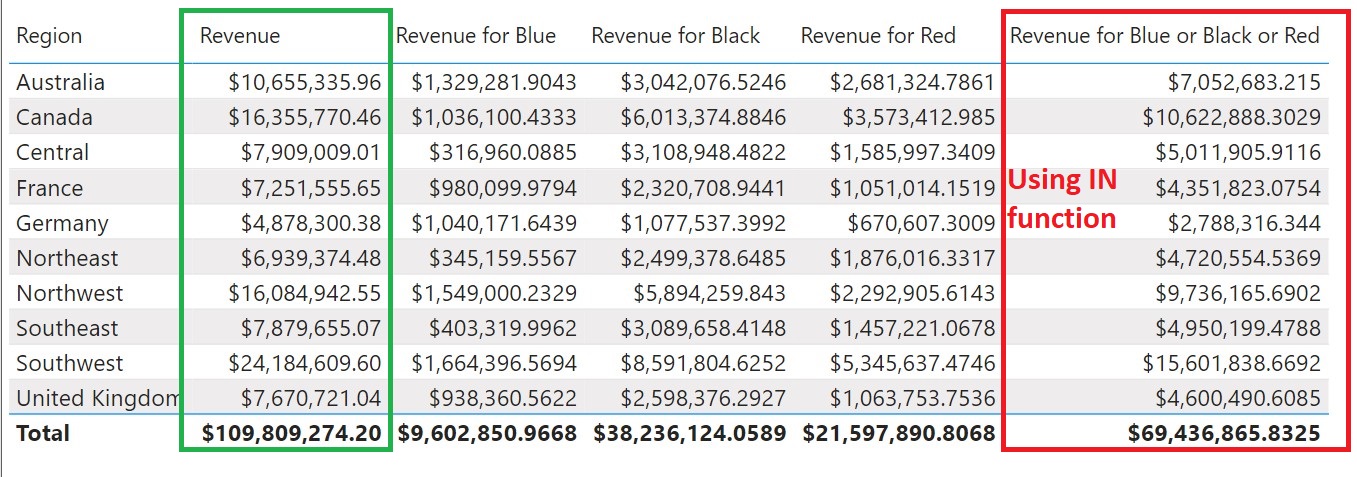 Region Revenue Revenue for Blue Revenue for Black Revenue for Red Revenue for Blue or Black or Red
Australia $10,655,335.96 $1,329,281.9043 $3,042,076.5246 $2,681,324.7861 $7,052,683.215
Canada $16,355,770.46 $1,036,100.4333 $6,013,374.8846 $3,573,412.985 $10,622,888.3029
Central $7,909,009.01 $316,960.0885 $3,108,948.4822 $1,585,997.3409 $5,011,905.9116
France $7,251,555.65 $980,099.9794 $2,320,708.9441 $1,051,014.1519 Using IN $4,351,823.0754
Germany $4,878,300.38 $1,040,171.6439 $1,077,537.3992 $670,607.3009 function $2,788,316.344
Northeast $6,939,374.48 $345,159.5567 $2,499,378.6485 $1,876,016.3317 $4,720,554.5369
Northwest $16,084,942.55 $1,549,000.2329 $5,894,259.843 $2,292,905.6143 $9,736,165.6902
Southeast $7,879,655.07 $403,319.9962 $3,089,658.4148 $1,457,221.0678 $4,950,199.4788
Southwest $24,184,609.60 $1,664,396.5694 $8,591,804.6252 $5,345,637.4746 $15,601,838.6692
United Kingdom $7,670,721.04 $938,360.5622 $2,598,376.2927 $1,063,753.7536 $4,600,490.6085
Total $109,809,274.20 $9,602,850.9668 $38,236,124.0589 $21,597,890.8068 $69,436,865.8325